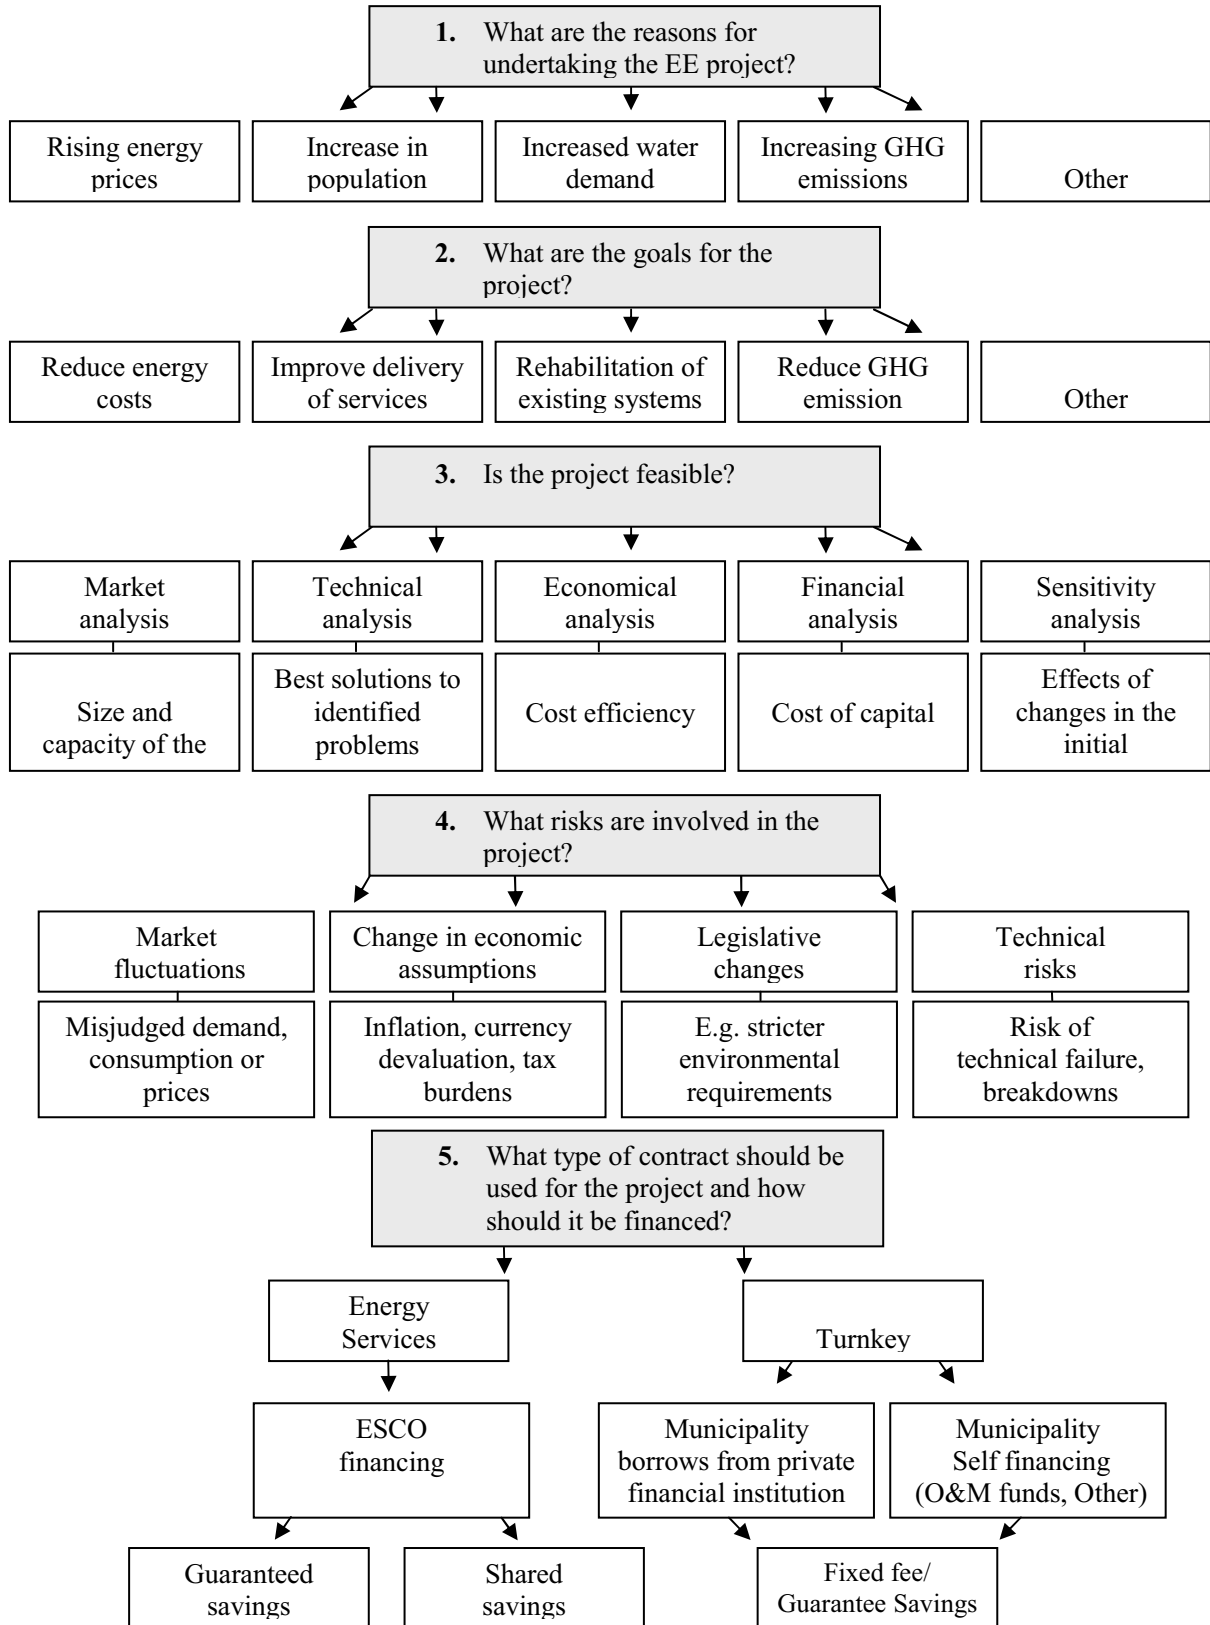 1. What are the reasons for
undertaking the EE project?
Rising energy
prices
Increase in
population
Increased water
demand
Increasing GHG
emissions
Other
2. What are the goals for the
project?
Reduce energy
costs
Improve delivery
of services
Rehabilitation of
existing systems
Reduce GHG
emission
Other
3. Is the project feasible?
Market
analysis
Technical
analysis
Economical
analysis
Financial
analysis
Sensitivity
analysis
Size and
capacity of the
Best solutions to
identified
problems
Cost efficiency
Cost of capital
Effects of
changes in the
initial
4. What risks are involved in the
project?
Market
fluctuations
Change in economic
assumptions
Legislative
changes
Technical
risks
Misjudged demand,
consumption or
prices
Inflation, currency
devaluation, tax
burdens
E.g. stricter
environmental
requirements
Risk of
technical failure,
breakdowns
5. What type of contract should be
used for the project and how
should it be financed?
Energy
Services
Turnkey
ESCO
financing
Municipality
borrows from private
financial institution
Municipality
Self financing
(O&M funds, Other)
Guaranteed
savings
Shared
savings
Fixed fee/
Guarantee Savings